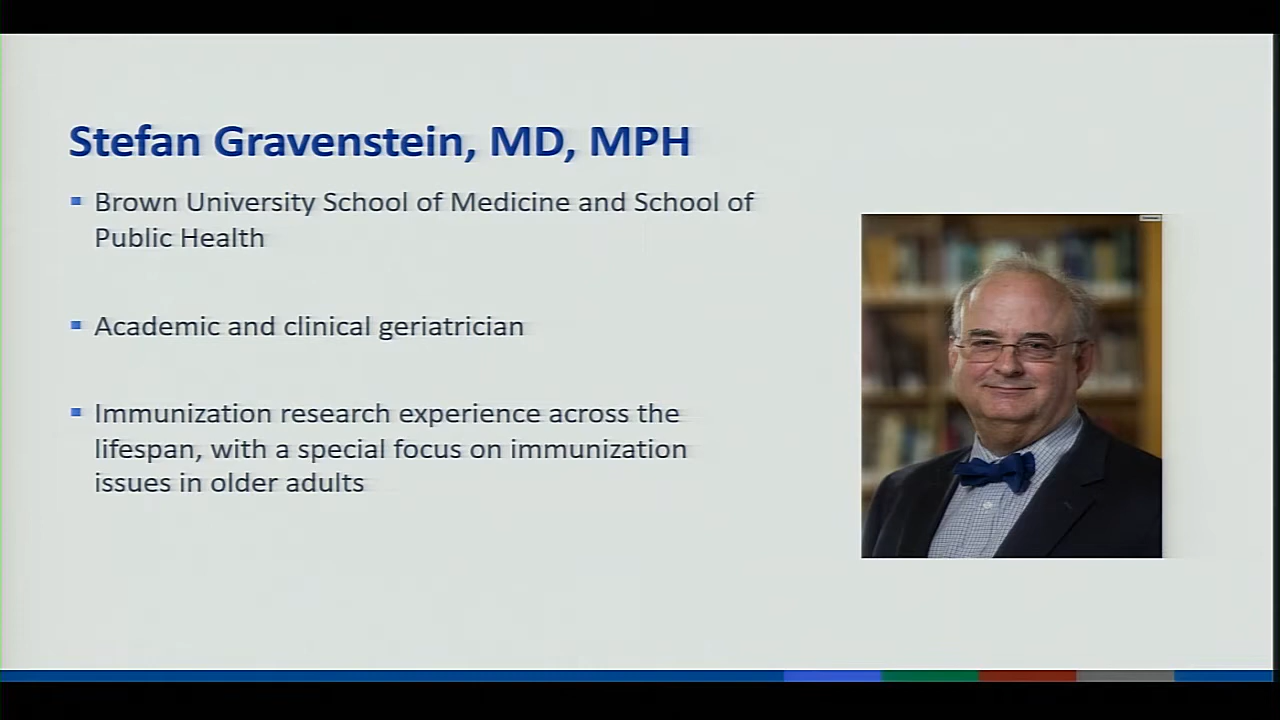 Stefan Gravenstein, MD, MPH
Brown University School of Medicine and School of
Public Health
Academic and clinical geriatrician
Immunization research experience across the
lifespan, with a special focus on immunization
issues in older adults